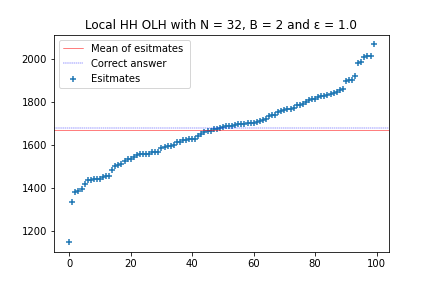 Local HH OLH with N = 32, B = 2 and ε = 1.0
Mean of esitmates
Correct answer
Esitmates
2000
1800
1600
1400
1200
0 20 40 60 80 100